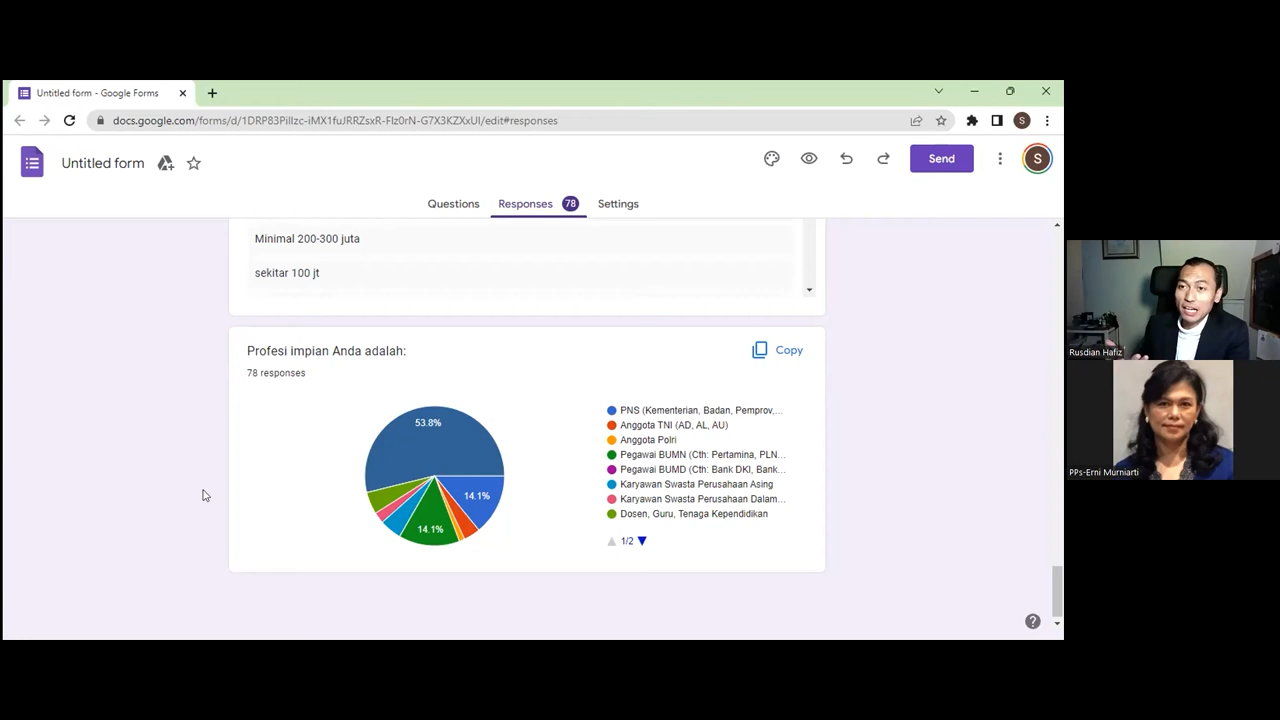 Untitled form - Google Forms
docs.google.com/forms/d/1DRP83PiIlzc-iMX1fuJRRZsxR-Flz0rN-G7X3KZXxUI/edit#responses
S
Untitled form
Send
S
Questions
Responses 78
Settings
Minimal 200-300 juta
sekitar 100 jt
Profesi impian Anda adalah:
Copy
78 responses
53.8%
14.1%
14.1%
PNS (Kementerian, Badan, Pemprov,...
Anggota TNI (AD, AL, AU)
Anggota Polri
Pegawai BUMN (Cth: Pertamina, PLN...
Pegawai BUMD (Cth: Bank DKI, Bank...
Karyawan Swasta Perusahaan Asing
Karyawan Swasta Perusahaan Dalam...
Dosen, Guru, Tenaga Kependidikan
1/2
Rusdian Hafiz
PPs-Erni Murniarti